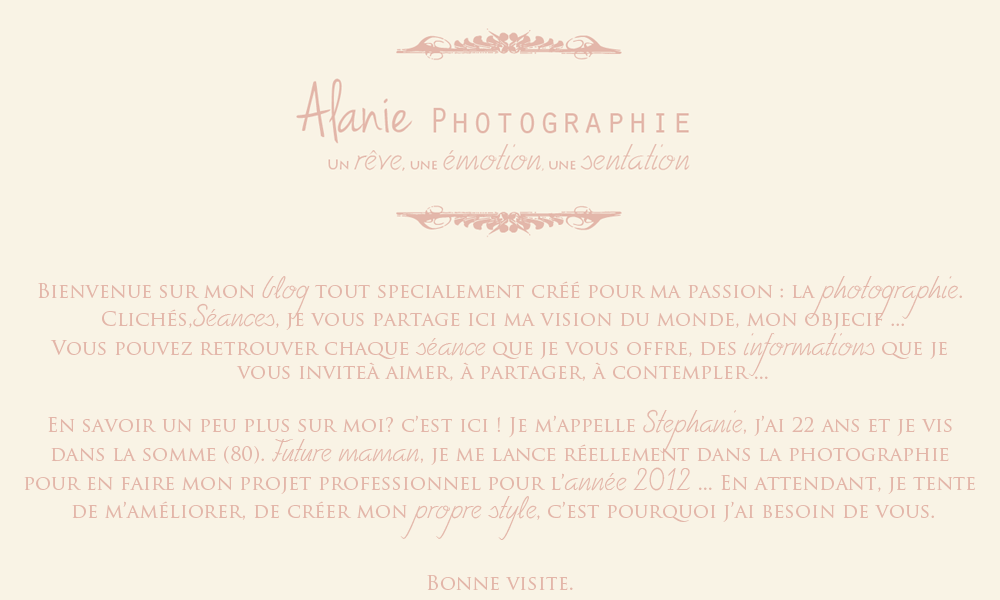 Alanie Photographie
un rêve, une émotion, une sentation
Bienvenue sur mon blog tout specialement créé pour ma passion : la photographie.
Clichés,Séances, je vous partage ici ma vision du monde, mon objecif ...
Vous pouvez retrouver chaque séance que je vous offre, des informations que je
vous inviteà aimer, à partager, à contempler ...
En savoir un peu plus sur moi? c'est ici ! Je m'appelle Stephanie, j'ai 22 ans et je vis
dans la somme (80). Future maman, je me lance réellement dans la photographie
pour en faire mon projet professionnel pour l'année 2012 ... En attendant, je tente
de m'améliorer, de créer mon propre style, c'est pourquoi j'ai besoin de vous.
Bonne visite.